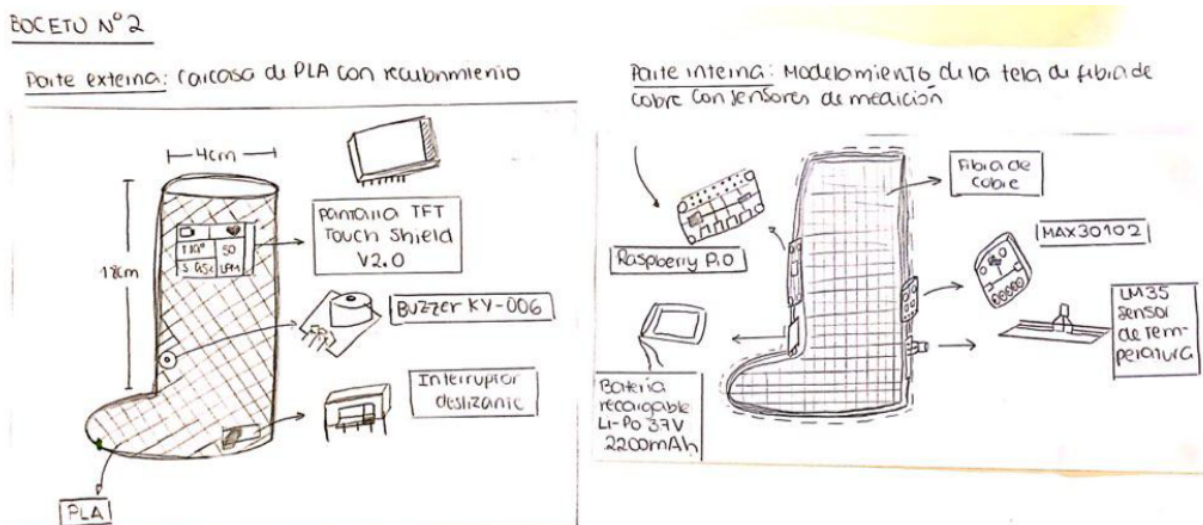 BOCETO N°2
Parte externa: Carcasa de PLA con recubrimiento
4cm
18cm
Pantalla TFT
Touch Shield
V2.0
50
LPM
Buzzer KY-006
Interruptor
deslizante
PLA
Parte interna: Modelamiento de la tela de fibra de
cobre con sensores de medición
Fibra de
cobre
Raspberry Pi 0
MAX30102
LM35
sensor
de tem-
peratura
Batería
recargable
Li-Po 3.7V
2200mAh